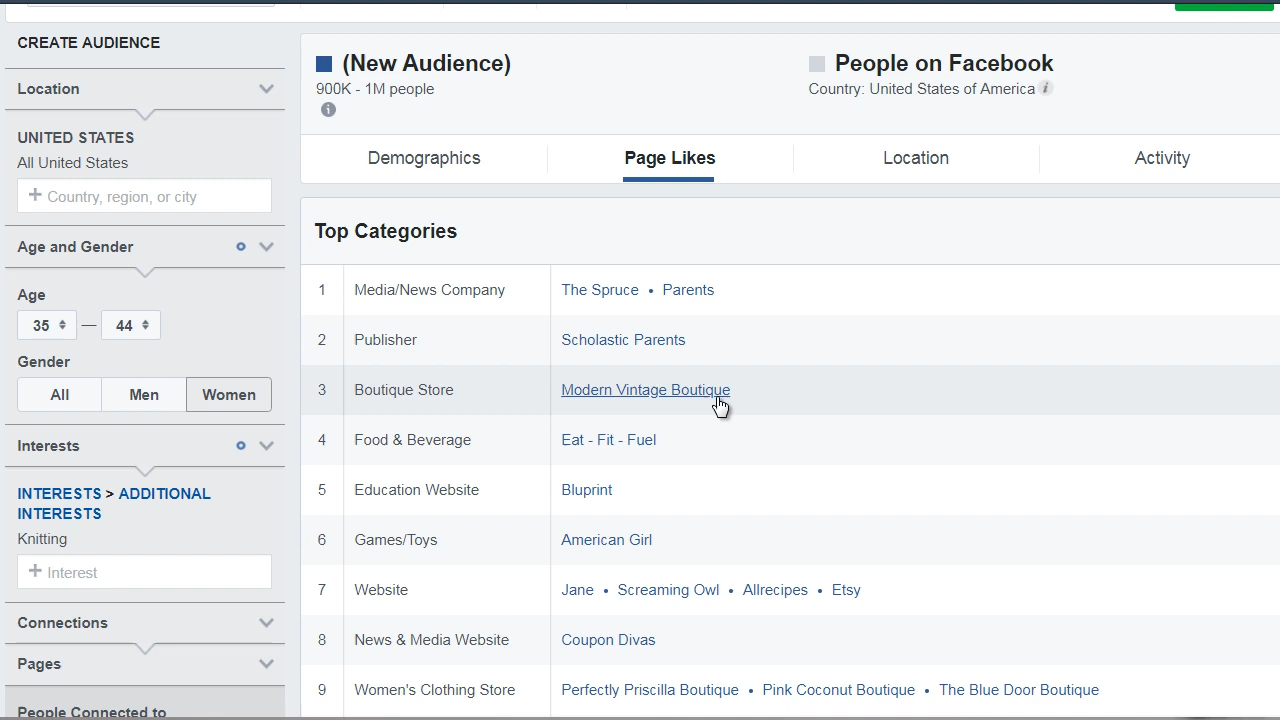 CREATE AUDIENCE
Location
UNITED STATES
All United States
+ Country, region, or city
Age and Gender
Age
35 — 44
Gender
All Men Women
Interests
INTERESTS > ADDITIONAL
INTERESTS
Knitting
+ Interest
Connections
Pages
People Connected to
(New Audience)
900K - 1M people
People on Facebook
Country: United States of America
Demographics Page Likes Location Activity
Top Categories
1 Media/News Company The Spruce • Parents
2 Publisher Scholastic Parents
3 Boutique Store Modern Vintage Boutique
4 Food & Beverage Eat - Fit - Fuel
5 Education Website Bluprint
6 Games/Toys American Girl
7 Website Jane • Screaming Owl • Allrecipes • Etsy
8 News & Media Website Coupon Divas
9 Women's Clothing Store Perfectly Priscilla Boutique • Pink Coconut Boutique • The Blue Door Boutique